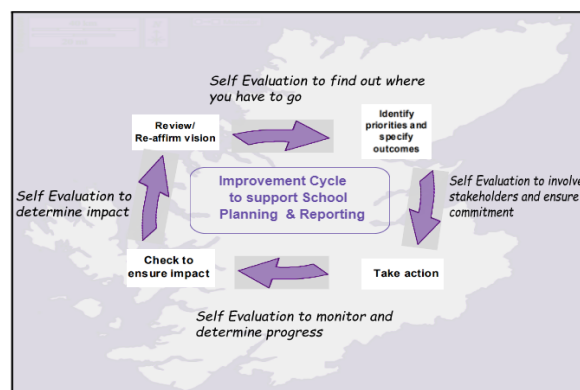 Self Evaluation to find out where
you have to go
Review/
Re-affirm vision
Identify
priorities and
specify
outcomes
Improvement Cycle
to support School
Planning & Reporting
Self Evaluation to
determine impact
Self Evaluation to involve
stakeholders and ensure
commitment
Check to
ensure impact
Take action
Self Evaluation to monitor and
determine progress